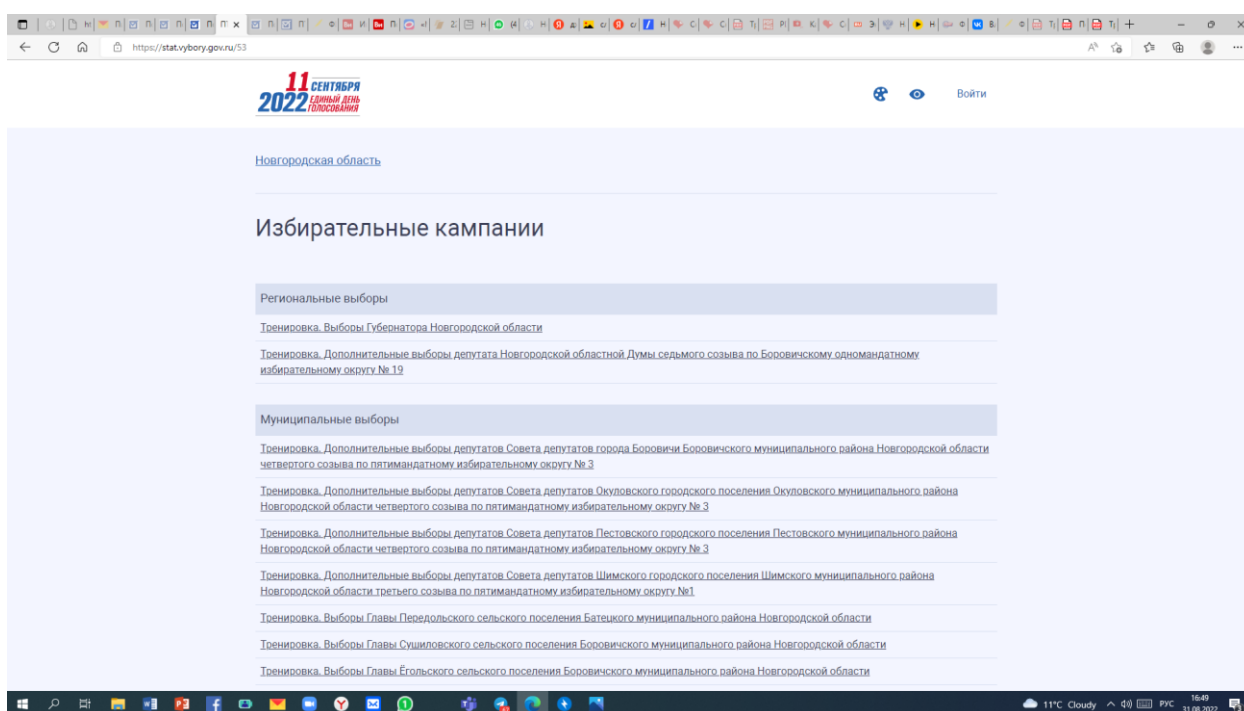 https://stat.vybory.gov.ru/53
11 СЕНТЯБРЯ
2022 ЕДИНЫЙ ДЕНЬ
ГОЛОСОВАНИЯ
Войти
Новгородская область
Избирательные кампании
Региональные выборы
Тренировка. Выборы Губернатора Новгородской области
Тренировка. Дополнительные выборы депутата Новгородской областной Думы седьмого созыва по Боровичскому одномандатному
избирательному округу № 19
Муниципальные выборы
Тренировка. Дополнительные выборы депутатов Совета депутатов города Боровичи Боровичского муниципального района Новгородской области
четвертого созыва по пятимандатному избирательному округу № 3
Тренировка. Дополнительные выборы депутатов Совета депутатов Окуловского городского поселения Окуловского муниципального района
Новгородской области четвертого созыва по пятимандатному избирательному округу № 3
Тренировка. Дополнительные выборы депутатов Совета депутатов Пестовского городского поселения Пестовского муниципального района
Новгородской области четвертого созыва по пятимандатному избирательному округу № 3
Тренировка. Дополнительные выборы депутатов Совета депутатов Шимского городского поселения Шимского муниципального района
Новгородской области третьего созыва по пятимандатному избирательному округу №1
Тренировка. Выборы Главы Передольского сельского поселения Батецкого муниципального района Новгородской области
Тренировка. Выборы Главы Сушиловского сельского поселения Боровичского муниципального района Новгородской области
Тренировка. Выборы Главы Ёгольского сельского поселения Боровичского муниципального района Новгородской области
11°C Cloudy РУС 16:49
31.08.2022